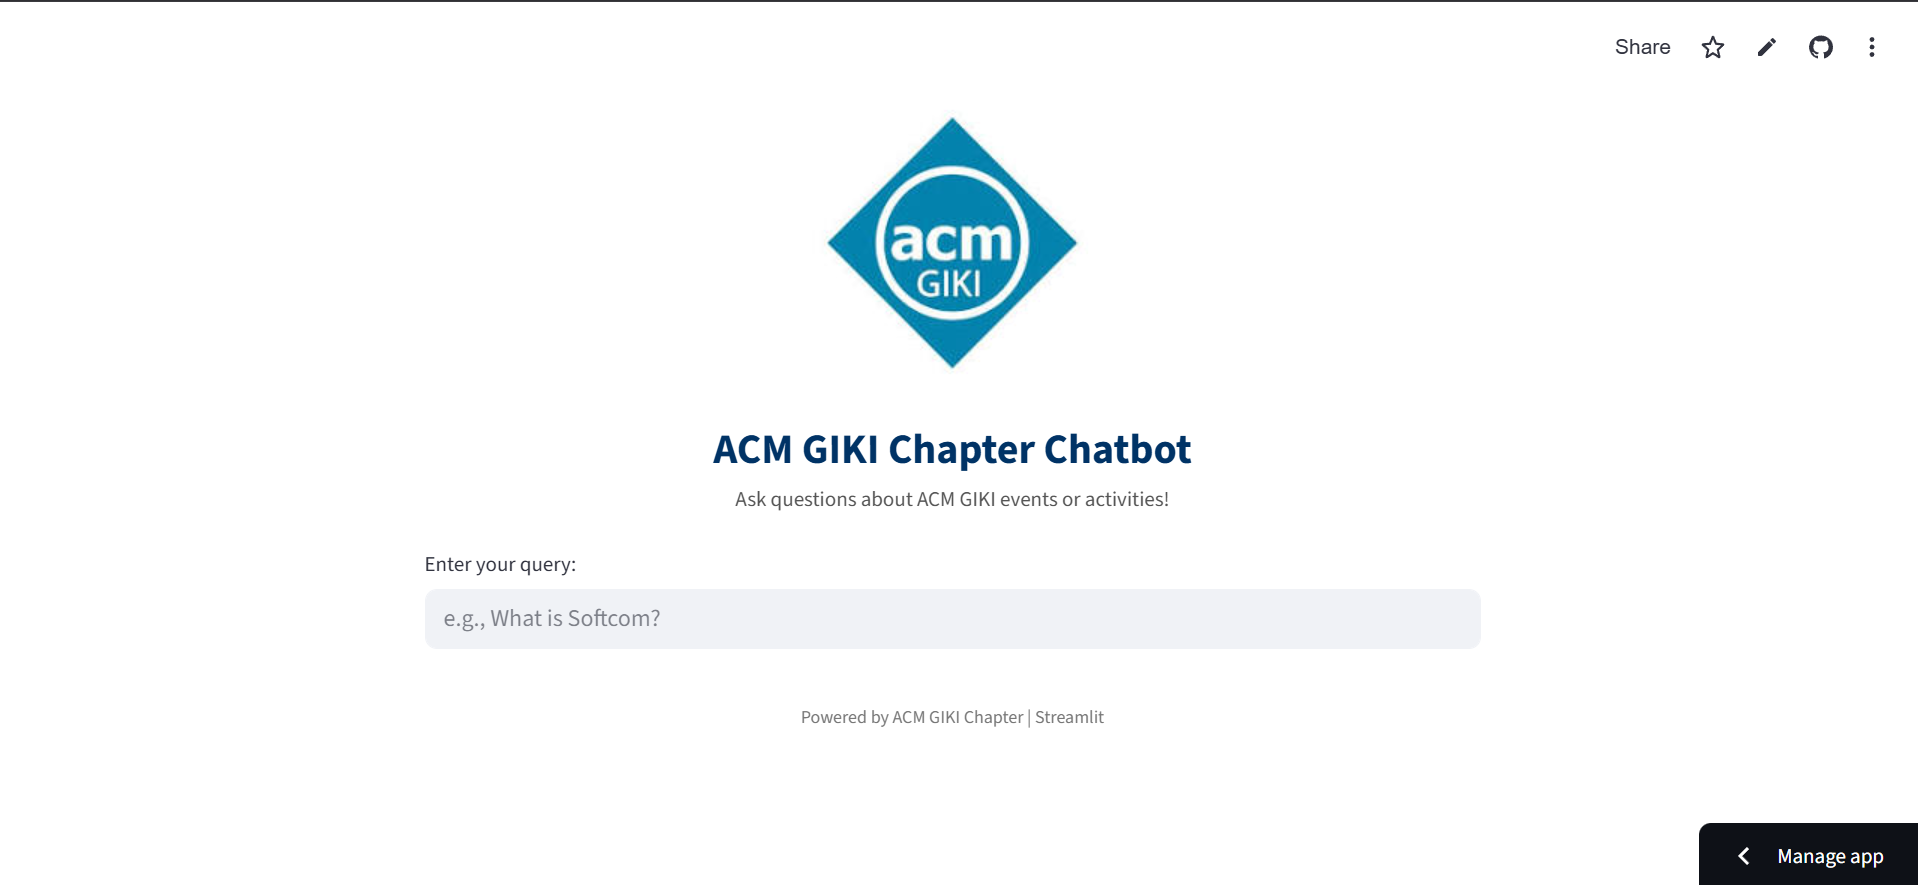 Share
acm
GIKI
ACM GIKI Chapter Chatbot
Ask questions about ACM GIKI events or activities!
Enter your query:
e.g., What is Softcom?
Powered by ACM GIKI Chapter | Streamlit
Manage app